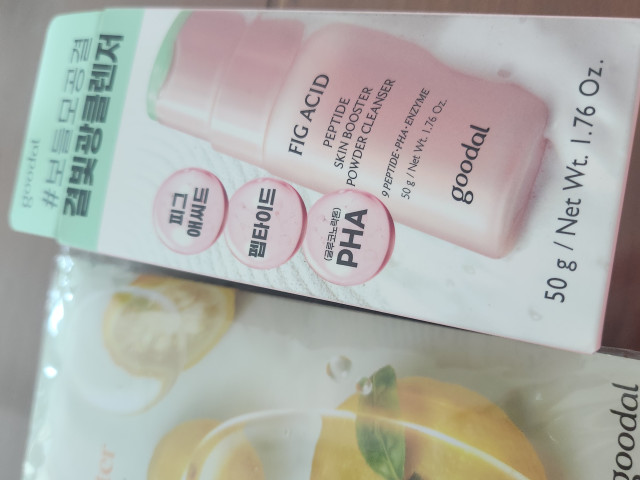 goodal
#보들모공결
결빛광클렌저
FIG ACID
PEPTIDE
SKIN BOOSTER
POWDER CLEANSER
9 PEPTIDE·PHA·ENZYME
50 g / Net Wt. 1.76 Oz.
goodal
피그
애씨드
펩타이드
PHA
(글루코노락톤)
50 g / Net Wt. 1.76 Oz.
goodal